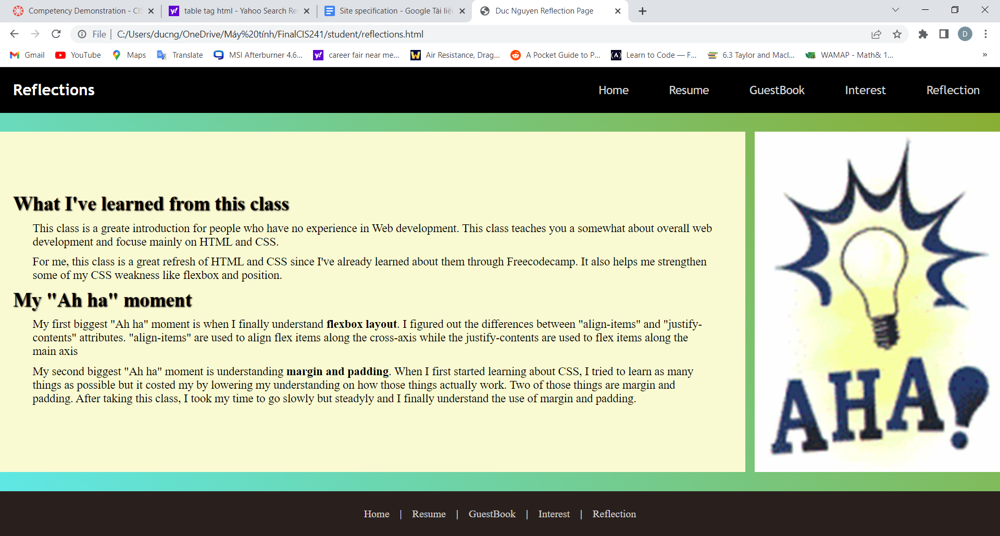 Competency Demonstration - CIS
table tag html - Yahoo Search Re
Site specification - Google Tài liệu
Duc Nguyen Reflection Page
File | C:/Users/ducng/OneDrive/Máy%20tính/FinalCIS241/student/reflections.html
D
Gmail
YouTube
Maps
Translate
MSI Afterburner 4.6...
career fair near me...
Air Resistance, Drag...
A Pocket Guide to P...
Learn to Code — F...
6.3 Taylor and Macl...
WAMAP - Math& 1...
»
Reflections
Home Resume GuestBook Interest Reflection
What I've learned from this class
This class is a greate introduction for people who have no experience in Web development. This class teaches you a somewhat about overall web
development and focuse mainly on HTML and CSS.
For me, this class is a great refresh of HTML and CSS since I've already learned about them through Freecodecamp. It also helps me strengthen
some of my CSS weakness like flexbox and position.
My "Ah ha" moment
My first biggest "Ah ha" moment is when I finally understand flexbox layout. I figured out the differences between "align-items" and "justify-
contents" attributes. "align-items" are used to align flex items along the cross-axis while the justify-contents are used to flex items along the
main axis
My second biggest "Ah ha" moment is understanding margin and padding. When I first started learning about CSS, I tried to learn as many
things as possible but it costed my by lowering my understanding on how those things actually work. Two of those things are margin and
padding. After taking this class, I took my time to go slowly but steadyly and I finally understand the use of margin and padding.
AHA!
Home | Resume | GuestBook | Interest | Reflection